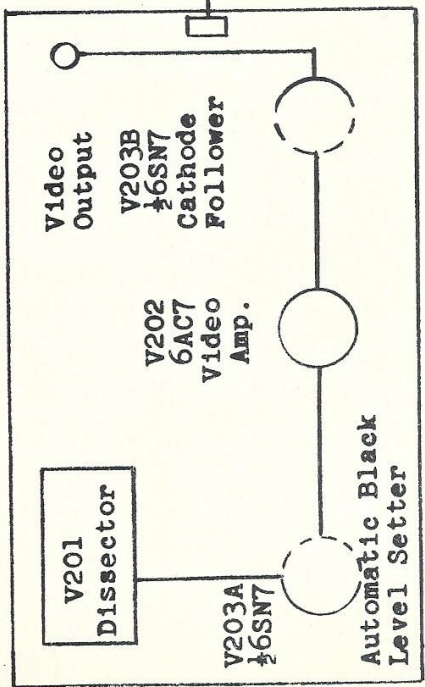 V201
Dissector
V203A
½6SN7
Automatic Black
Level Setter
V202
6AC7
Video
Amp.
Video
Output
V203B
½6SN7
Cathode
Follower